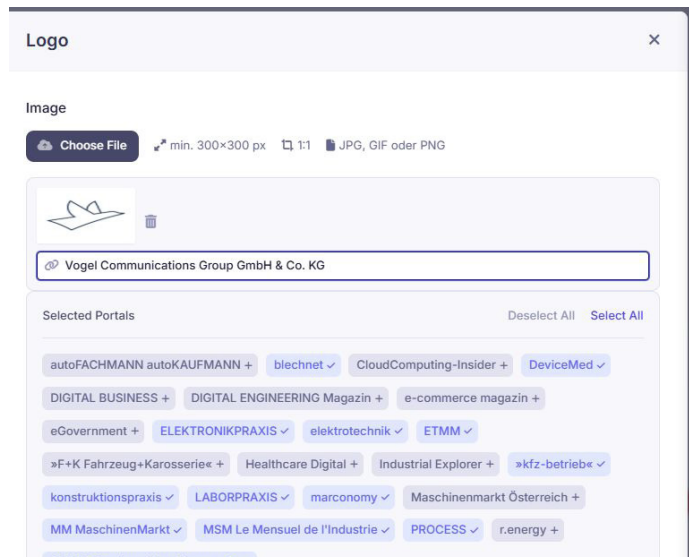 Logo
Image
Choose File min. 300×300 px 1:1 JPG, GIF oder PNG
Vogel Communications Group GmbH & Co. KG
Selected Portals Deselect All Select All
autoFACHMANN autoKAUFMANN + blechnet ✓ CloudComputing-Insider + DeviceMed ✓
DIGITAL BUSINESS + DIGITAL ENGINEERING Magazin + e-commerce magazin +
eGovernment + ELEKTRONIKPRAXIS ✓ elektrotechnik ✓ ETMM ✓
»F+K Fahrzeug+Karosserie« + Healthcare Digital + Industrial Explorer + »kfz-betrieb« ✓
konstruktionspraxis ✓ LABORPRAXIS ✓ marconomy ✓ Maschinenmarkt Österreich +
MM MaschinenMarkt ✓ MSM Le Mensuel de l'Industrie ✓ PROCESS ✓ r.energy +